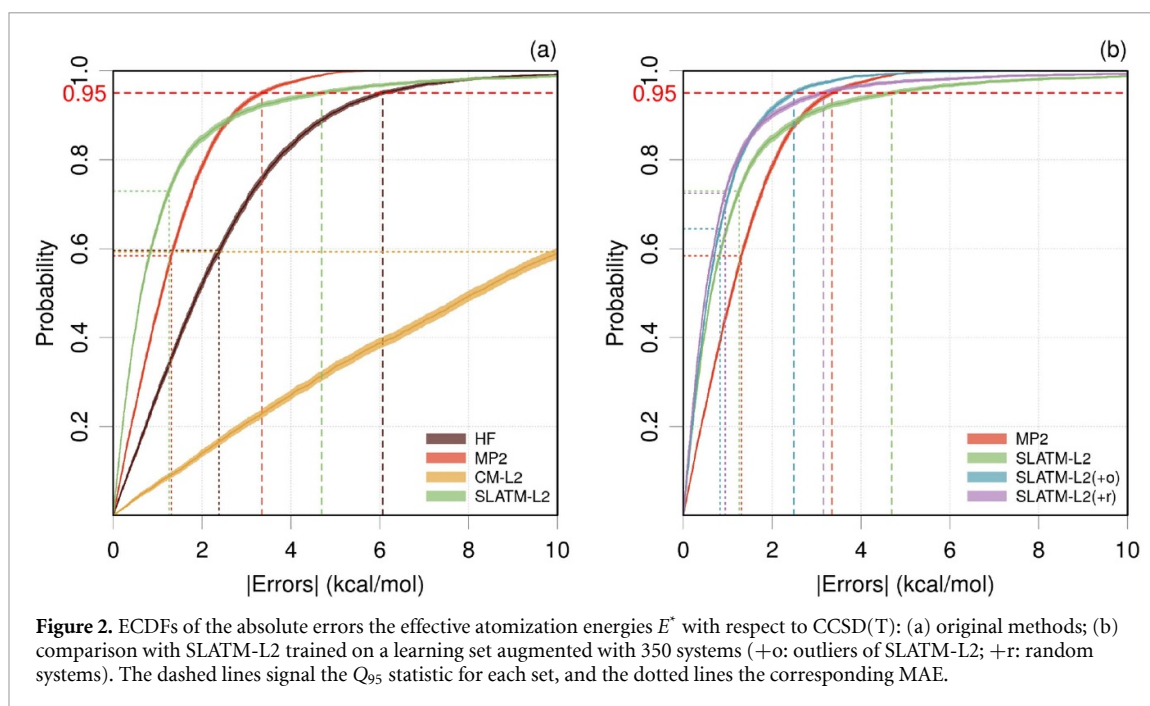 (a)
1.0
0.95
0.8
0.6
0.4
0.2
Probability
HF
MP2
CM-L2
SLATM-L2
0 2 4 6 8 10
|Errors| (kcal/mol)
(b)
1.0
0.95
0.8
0.6
0.4
0.2
Probability
MP2
SLATM-L2
SLATM-L2(+o)
SLATM-L2(+r)
0 2 4 6 8 10
|Errors| (kcal/mol)
Figure 2. ECDFs of the absolute errors the effective atomization energies E* with respect to CCSD(T): (a) original methods; (b)
comparison with SLATM-L2 trained on a learning set augmented with 350 systems (+o: outliers of SLATM-L2; +r: random
systems). The dashed lines signal the Q95 statistic for each set, and the dotted lines the corresponding MAE.